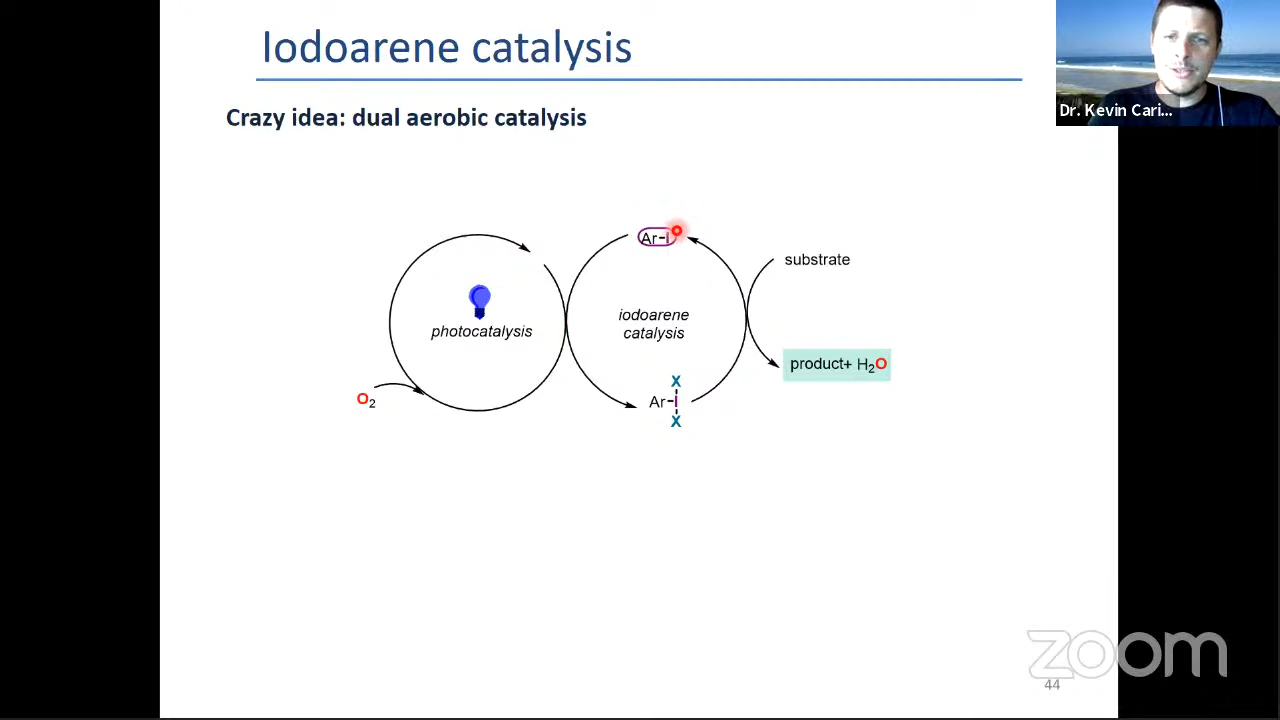 Iodoarene catalysis
Dr. Kevin Cari...
Crazy idea: dual aerobic catalysis
Ar-I
substrate
photocatalysis
iodoarene
catalysis
product+ H₂O
X
Ar-I
X
O₂
zoom
44